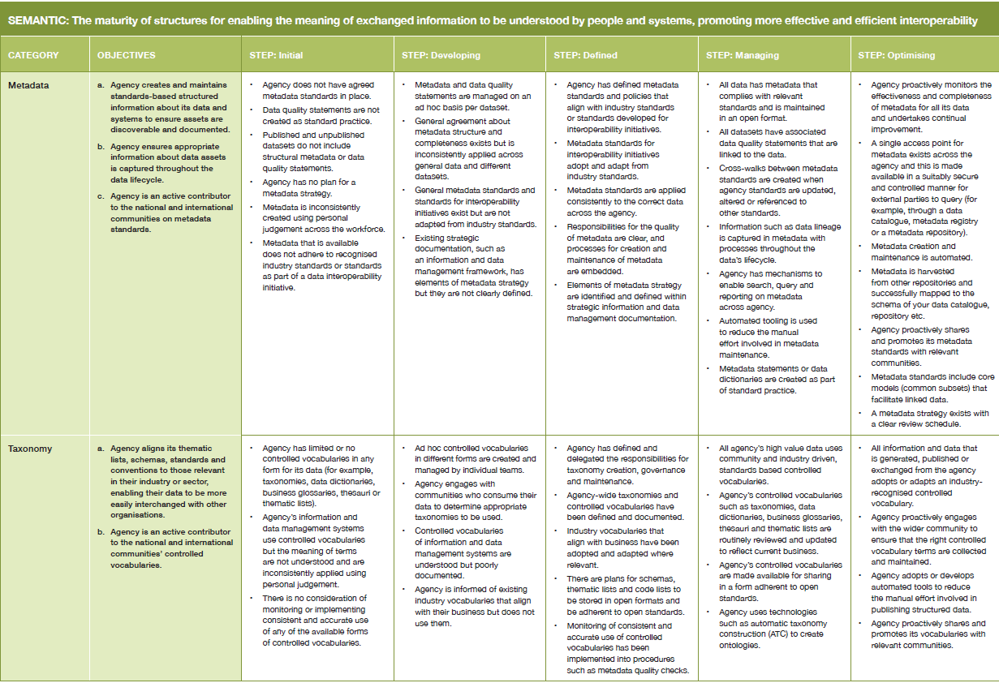 SEMANTIC: The maturity of structures for enabling the meaning of exchanged information to be understood by people and systems, promoting more effective and efficient interoperability
CATEGORY
OBJECTIVES
STEP: Initial
STEP: Developing
STEP: Defined
STEP: Managing
STEP: Optimising
Metadata
a. Agency creates and maintains
standards-based structured
information about its data and
systems to ensure assets are
discoverable and documented.
b. Agency ensures appropriate
information about data assets
is captured throughout the
data lifecycle.
c. Agency is an active contributor
to the national and international
communities on metadata
standards.
• Agency does not have agreed
metadata standards in place.
• Data quality statements are not
created as standard practice.
• Published and unpublished
datasets do not include
structural metadata or data
quality statements.
• Agency has no plan for a
metadata strategy.
• Metadata is inconsistently
created using personal
judgement across the workforce.
• Metadata that is available
does not adhere to recognised
industry standards or standards
as part of a data interoperability
initiative.
• Metadata and data quality
statements are managed on an
ad hoc basis per dataset.
• General agreement about
metadata structure and
completeness exists but is
inconsistently applied across
general data and different
datasets.
• General metadata standards and
standards for interoperability
initiatives exist but are not
adapted from industry standards.
• Existing strategic
documentation, such as
an information and data
management framework, has
elements of metadata strategy
but they are not clearly defined.
• Agency has defined metadata
standards and policies that
align with industry standards
or standards developed for
interoperability initiatives.
• Metadata standards for
interoperability initiatives
adopt and adapt from
industry standards.
• Metadata standards are applied
consistently to the correct data
across the agency.
• Responsibilities for the quality
of metadata are clear, and
processes for creation and
maintenance of metadata
are embedded.
• Elements of metadata strategy
are identified and defined within
strategic information and data
management documentation.
• All data has metadata that
complies with relevant
standards and is maintained
in an open format.
• All datasets have associated
data quality statements that are
linked to the data.
• Cross-walks between metadata
standards are created when
agency standards are updated,
altered or referenced to
other standards.
• Information such as data lineage
is captured in metadata with
processes throughout the
data's lifecycle.
• Agency has mechanisms to
enable search, query and
reporting on metadata
across agency.
• Automated tooling is used
to reduce the manual
effort involved in metadata
maintenance.
• Metadata statements or data
dictionaries are created as part
of standard practice.
• Agency proactively monitors the
effectiveness and completeness
of metadata for all its data
and undertakes continual
improvement.
• A single access point for
metadata exists across the
agency and this is made
available in a suitably secure
and controlled manner for
external parties to query (for
example, through a data
catalogue, metadata registry
or a metadata repository).
• Metadata creation and
maintenance is automated.
• Metadata is harvested
from other repositories and
successfully mapped to the
schema of your data catalogue,
repository etc.
• Agency proactively shares
and promotes its metadata
standards with relevant
communities.
• Metadata standards include core
models (common subsets) that
facilitate linked data.
• A metadata strategy exists with
a clear review schedule.
Taxonomy
a. Agency aligns its thematic
lists, schemas, standards and
conventions to those relevant
in their industry or sector,
enabling their data to be more
easily interchanged with other
organisations.
b. Agency is an active contributor
to the national and international
communities' controlled
vocabularies.
• Agency has limited or no
controlled vocabularies in any
form for its data (for example,
taxonomies, data dictionaries,
business glossaries, thesauri or
thematic lists).
• Agency's information and
data management systems
use controlled vocabularies
but the meaning of terms
are not understood and are
inconsistently applied using
personal judgement.
• There is no consideration of
monitoring or implementing
consistent and accurate use
of any of the available forms
of controlled vocabularies.
• Ad hoc controlled vocabularies
in different forms are created and
managed by individual teams.
• Agency engages with
communities who consume their
data to determine appropriate
taxonomies to be used.
• Controlled vocabularies
of information and data
management systems are
understood but poorly
documented.
• Agency is informed of existing
industry vocabularies that align
with their business but does not
use them.
• Agency has defined and
delegated the responsibilities for
taxonomy creation, governance
and maintenance.
• Agency-wide taxonomies and
controlled vocabularies have
been defined and documented.
• Industry vocabularies that
align with business have been
adopted and adapted where
relevant.
• There are plans for schemas,
thematic lists and code lists to
be stored in open formats and
be adherent to open standards.
• Monitoring of consistent and
accurate use of controlled
vocabularies has been
implemented into procedures
such as metadata quality checks.
• All agency's high value data uses
community and industry driven,
standards based controlled
vocabularies.
• Agency's controlled vocabularies
such as taxonomies, data
dictionaries, business glossaries,
thesauri and thematic lists are
routinely reviewed and updated
to reflect current business.
• Agency's controlled vocabularies
are made available for sharing
in a form adherent to open
standards.
• Agency uses technologies
such as automatic taxonomy
construction (ATC) to create
ontologies.
• All information and data that
is generated, published or
exchanged from the agency
adopts or adapts an industry-
recognised controlled
vocabulary.
• Agency proactively engages
with the wider community to
ensure that the right controlled
vocabulary terms are collected
and maintained.
• Agency adopts or develops
automated tools to reduce
the manual effort involved in
publishing structured data.
• Agency proactively shares and
promotes its vocabularies with
relevant communities.